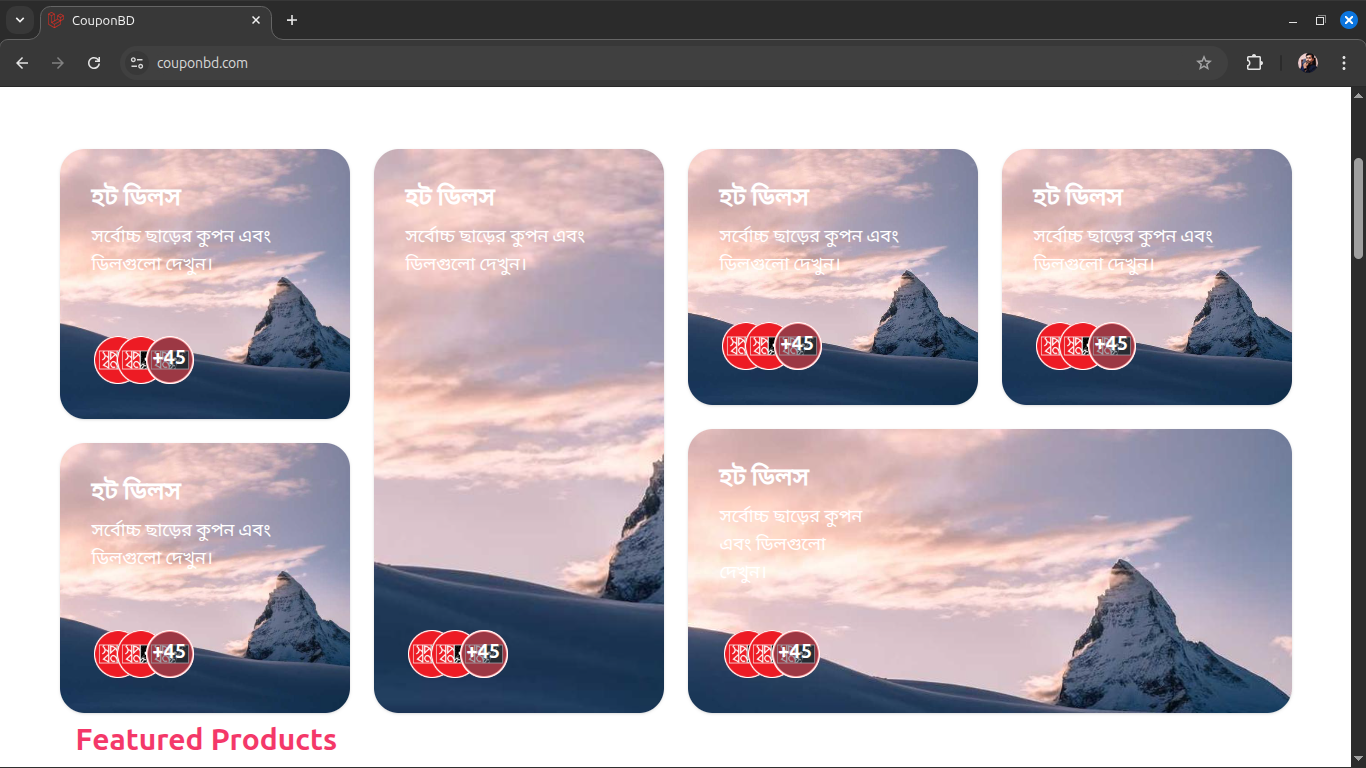 CouponBD
couponbd.com
হট ডিলস
সর্বোচ্চ ছাড়ের কুপন এবং
ডিলগুলো দেখুন।
+45
হট ডিলস
সর্বোচ্চ ছাড়ের কুপন এবং
ডিলগুলো দেখুন।
+45
হট ডিলস
সর্বোচ্চ ছাড়ের কুপন এবং
ডিলগুলো দেখুন।
+45
হট ডিলস
সর্বোচ্চ ছাড়ের কুপন এবং
ডিলগুলো দেখুন।
+45
হট ডিলস
সর্বোচ্চ ছাড়ের কুপন এবং
ডিলগুলো দেখুন।
+45
হট ডিলস
সর্বোচ্চ ছাড়ের কুপন
এবং ডিলগুলো
দেখুন।
+45
Featured Products